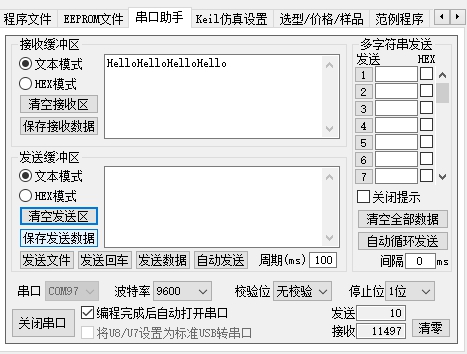 程序文件 EEPROM文件 串口助手 Keil仿真设置 选型/价格/样品 范例程序
接收缓冲区
文本模式
HEX模式
清空接收区
保存接收数据
HelloHelloHelloHello
发送缓冲区
文本模式
HEX模式
清空发送区
保存发送数据
发送文件 发送回车 发送数据 自动发送 周期(ms) 100
多字符串发送
发送 HEX
1
2
3
4
5
6
7
关闭提示
清空全部数据
自动循环发送
间隔 0 ms
串口 COM97 波特率 9600 校验位 无校验 停止位 1位
关闭串口
编程完成后自动打开串口
将U8/U7设置为标准USB转串口
发送 10
接收 11497
清零